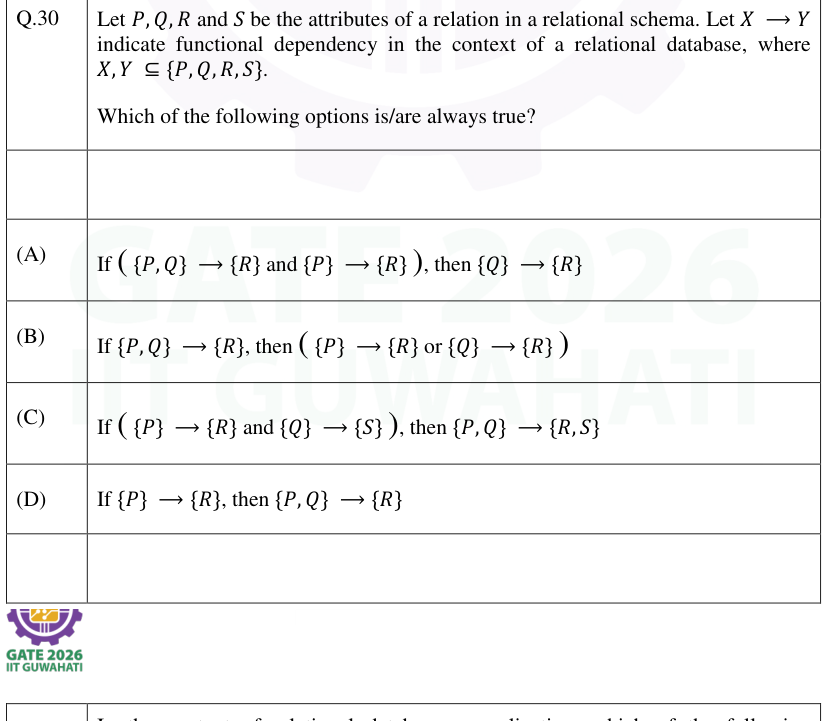 Q.30 Let P, Q, R and S be the attributes of a relation in a relational schema. Let X ⟶ Y
indicate functional dependency in the context of a relational database, where
X, Y ⊆ {P, Q, R, S}.
Which of the following options is/are always true?
(A) If ( {P, Q} ⟶ {R} and {P} ⟶ {R} ), then {Q} ⟶ {R}
(B) If {P, Q} ⟶ {R}, then ( {P} ⟶ {R} or {Q} ⟶ {R} )
(C) If ( {P} ⟶ {R} and {Q} ⟶ {S} ), then {P, Q} ⟶ {R, S}
(D) If {P} ⟶ {R}, then {P, Q} ⟶ {R}
GATE 2026
IIT GUWAHATI
GATE 2026
IIT GUWAHATI